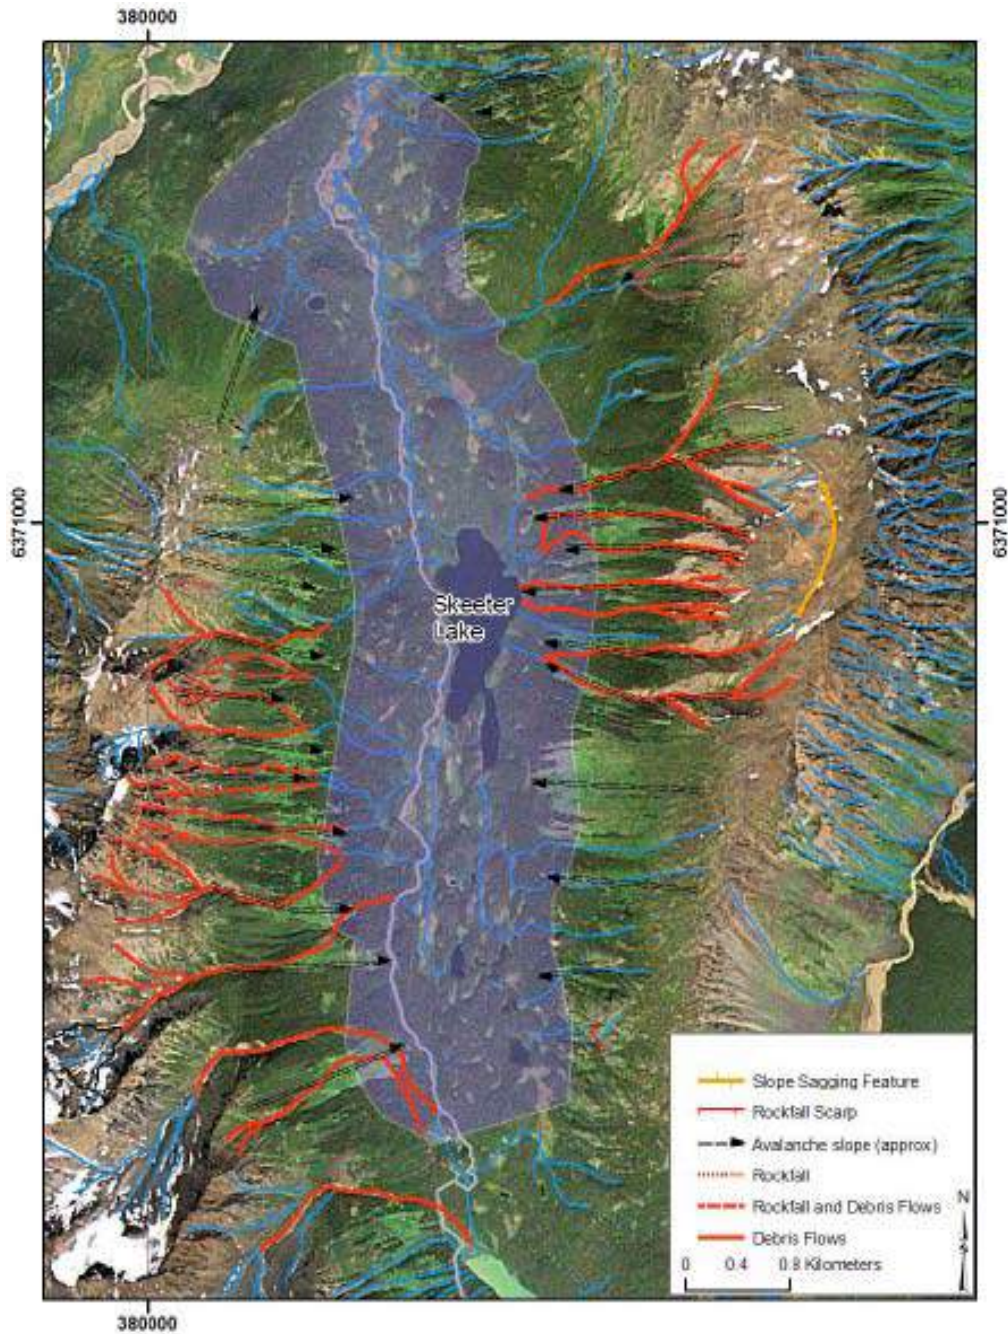 380000
6371000
6371000
Skeeter
Lake
Slope Sagging Feature
Rockfall Scarp
Avalanche slope (approx)
Rockfall
Rockfall and Debris Flows
Debris Flows
N
0 0.4 0.8 Kilometers
380000